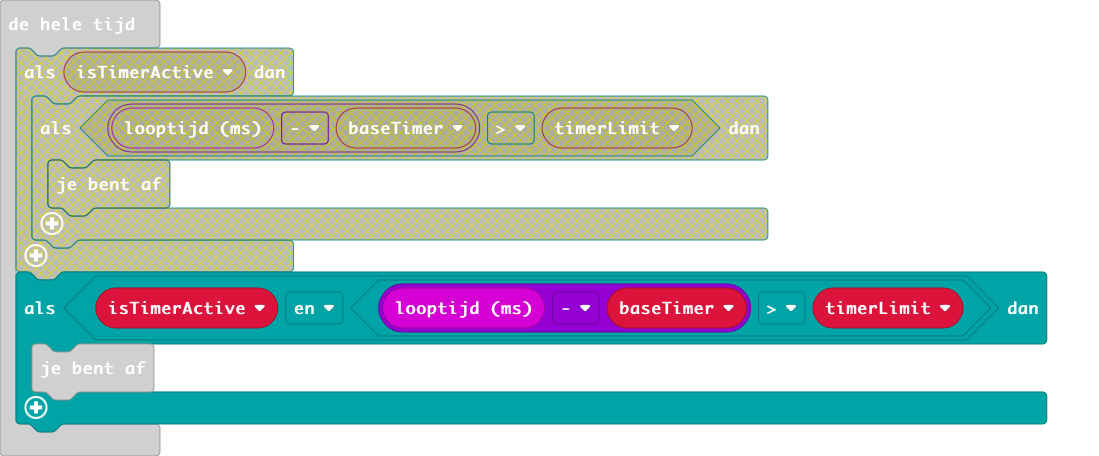 de hele tijd
als isTimerActive dan
als looptijd (ms) - baseTimer > timerLimit dan
je bent af
als isTimerActive en looptijd (ms) - baseTimer > timerLimit dan
je bent af